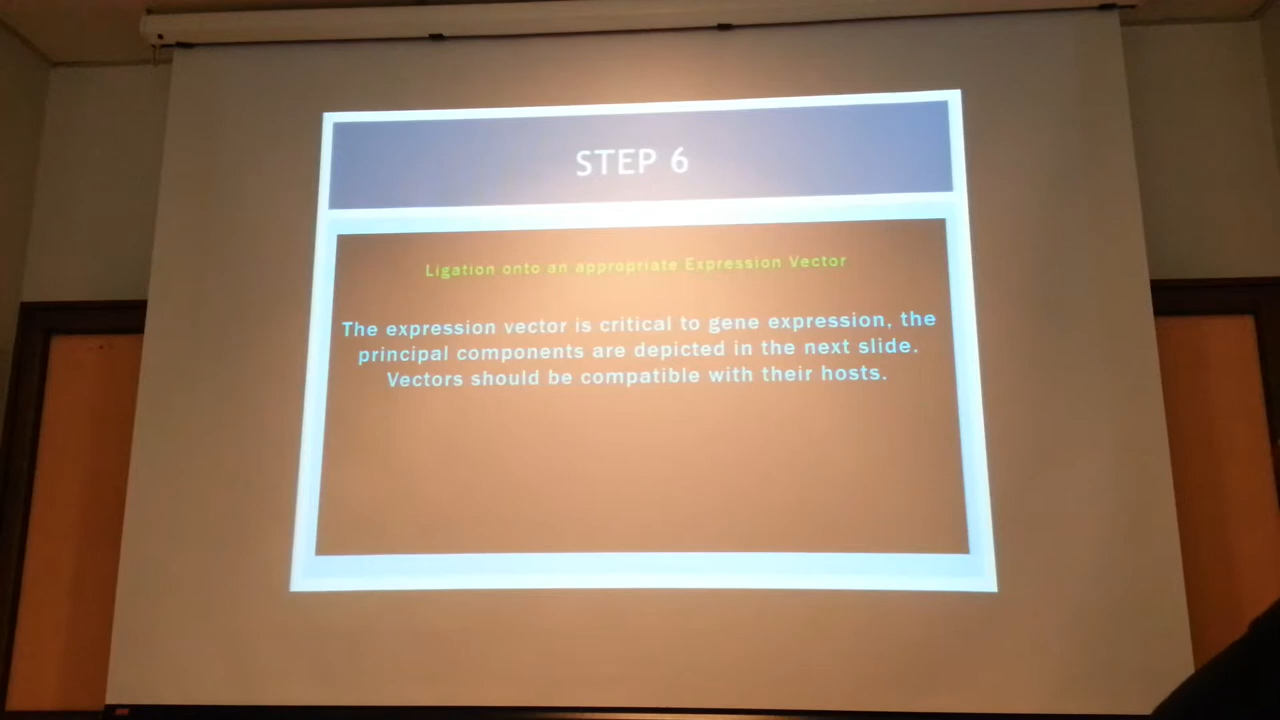 STEP 6
Ligation onto an appropriate Expression Vector
The expression vector is critical to gene expression, the
principal components are depicted in the next slide.
Vectors should be compatible with their hosts.